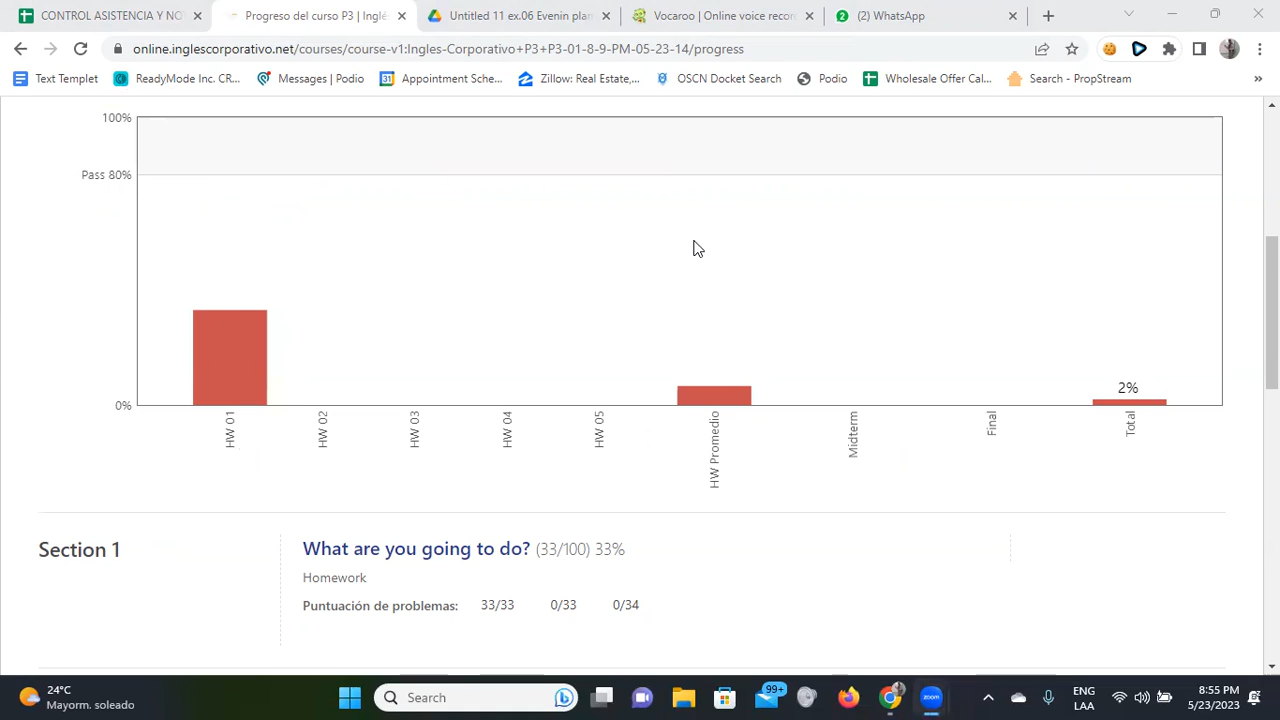 CONTROL ASISTENCIA Y NO
Progreso del curso P3 | Inglé
Untitled 11 ex.06 Evenin plan
Vocaroo | Online voice record
(2) WhatsApp
online.inglescorporativo.net/courses/course-v1:Ingles-Corporativo+P3+P3-01-8-9-PM-05-23-14/progress
Text Templet
ReadyMode Inc. CR...
Messages | Podio
Appointment Sche...
Zillow: Real Estate,...
OSCN Docket Search
Podio
Wholesale Offer Cal...
Search - PropStream
100%
Pass 80%
0%
2%
HW 01
HW 02
HW 03
HW 04
HW 05
HW Promedio
Midterm
Final
Total
Section 1
What are you going to do? (33/100) 33%
Homework
Puntuación de problemas: 33/33 0/33 0/34
24°C
Mayorm. soleado
Search
99+
ENG
LAA
8:55 PM
5/23/2023